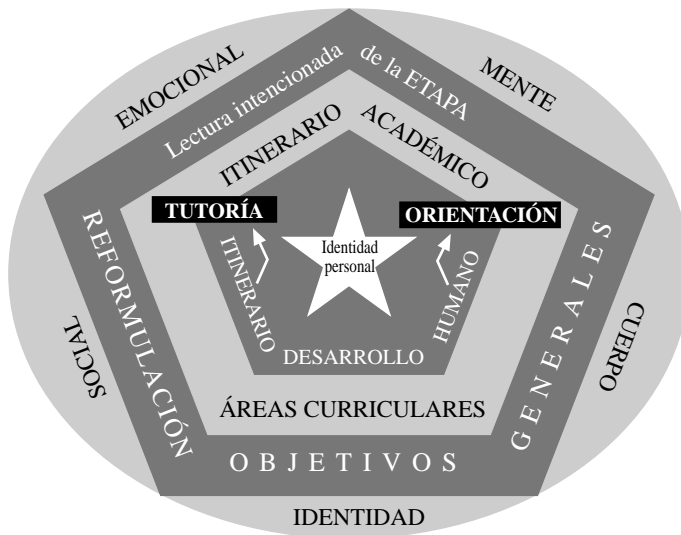 EMOCIONAL
MENTE
Lectura intencionada
de la ETAPA
ITINERARIO
ACADÉMICO
TUTORÍA
ORIENTACIÓN
Identidad
personal
ITINERARIO
HUMANO
DESARROLLO
REFORMULACIÓN
GENERALES
SOCIAL
CUERPO
ÁREAS CURRICULARES
OBJETIVOS
IDENTIDAD